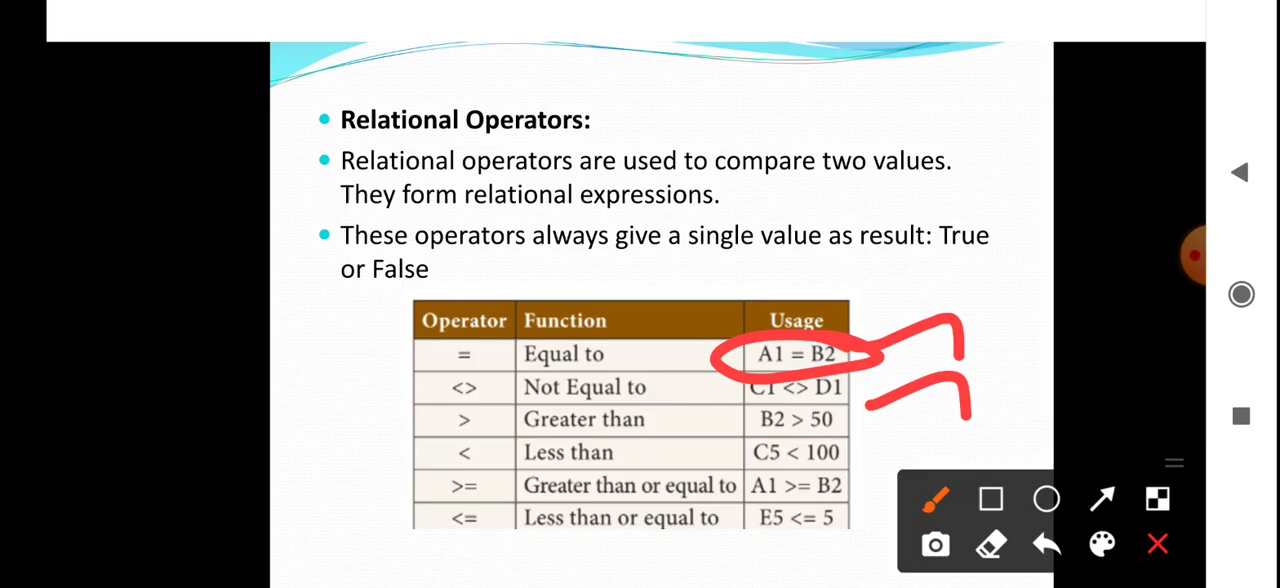 Relational Operators:
Relational operators are used to compare two values.
They form relational expressions.
These operators always give a single value as result: True
or False
Operator Function Usage
= Equal to A1 = B2
<> Not Equal to C1 <> D1
> Greater than B2 > 50
< Less than C5 < 100
>= Greater than or equal to A1 >= B2
<= Less than or equal to E5 <= 5